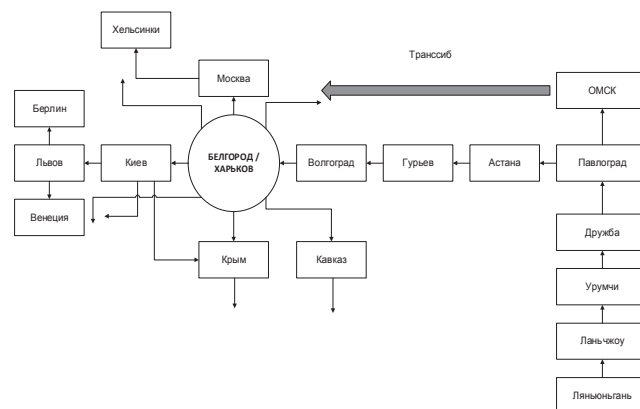 Хельсинки
Транссиб
Москва
ОМСК
Берлин
БЕЛГОРОД /
ХАРЬКОВ
Львов
Киев
Волгоград
Гурьев
Астана
Павлоград
Венеция
Дружба
Крым
Кавказ
Урумчи
Ланьчжоу
Ляньюньгань